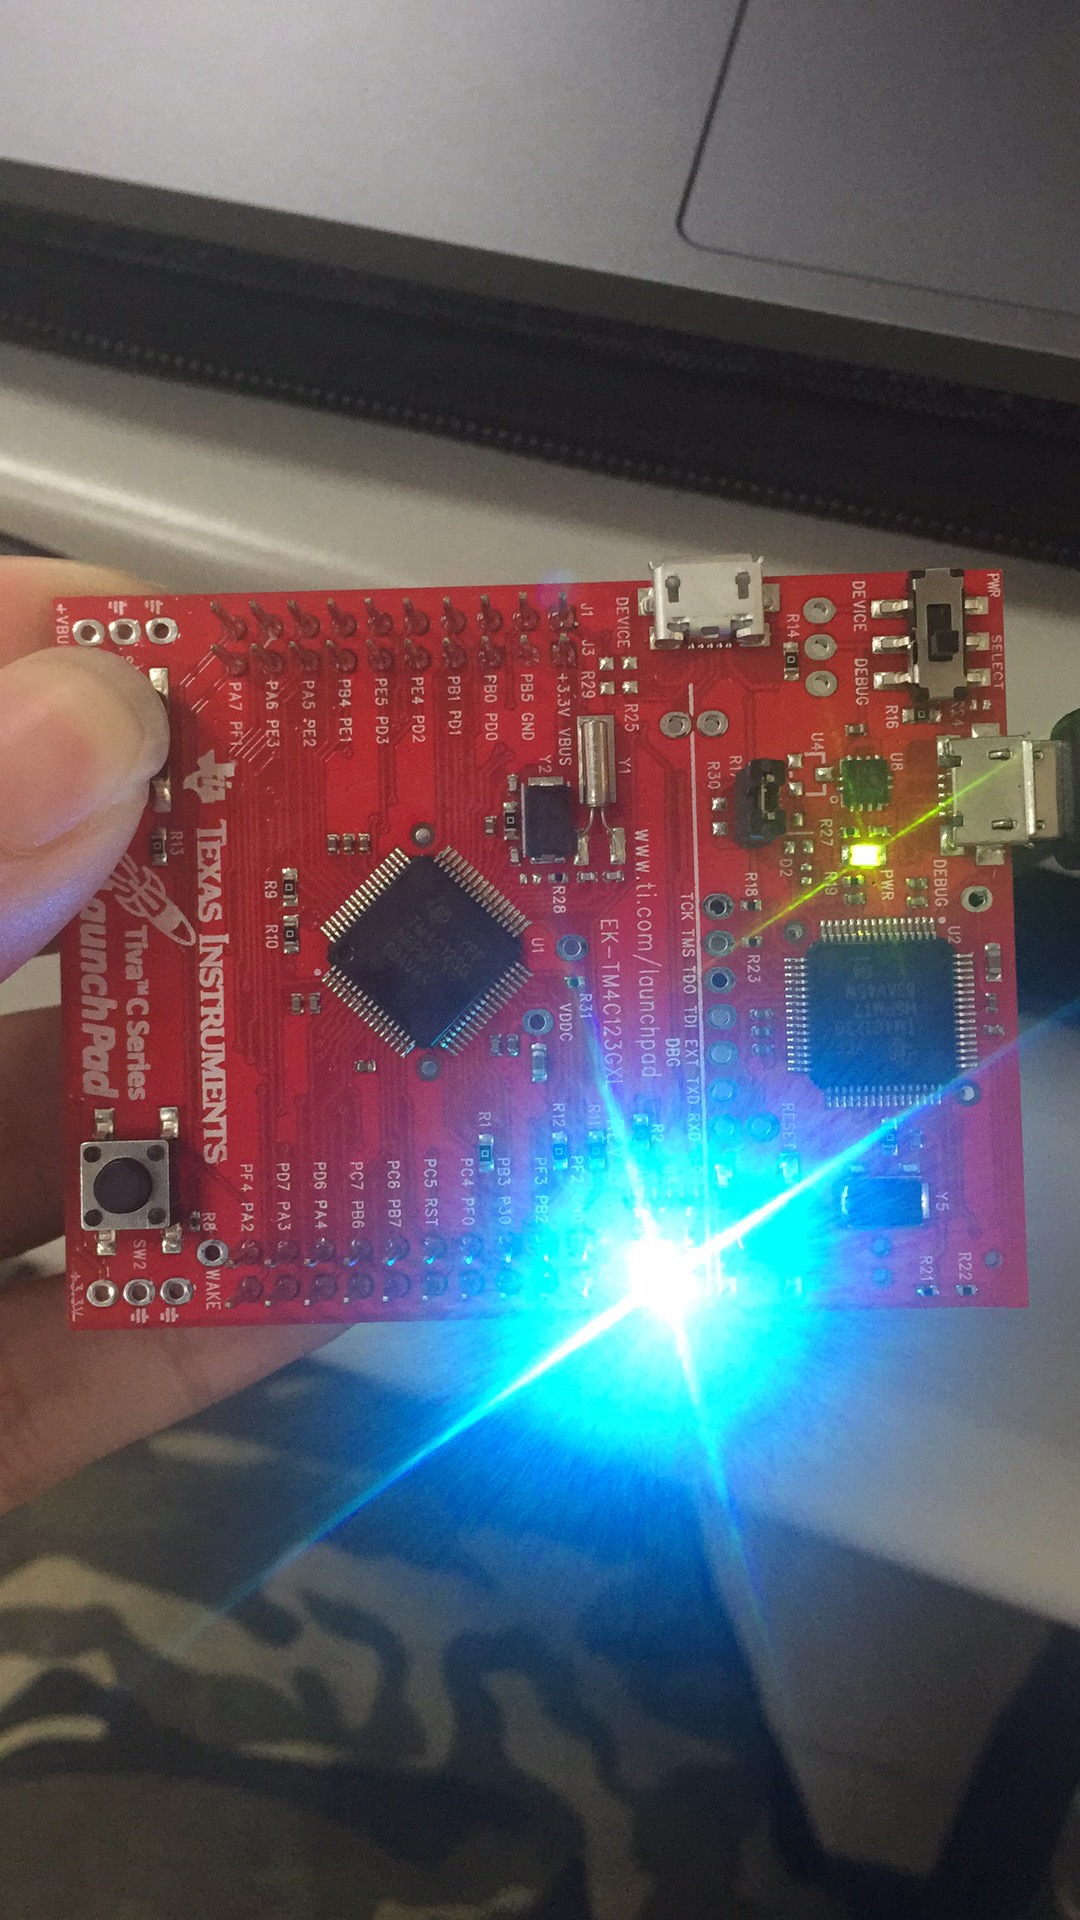 +VBU
J1
J3
DEVICE
R14
DEVICE
PWR
SELECT
DEBUG
R16
R29
R25
PA7 PF1
PA6 PE3
PA5 PE2
PB4 PE1
PE5 PD3
PE4 PD2
PB1 PD1
PB0 PD0
PB5 GND
+3.3V VBUS
Y2
Y1
R30
U4
U8
R27
D2
R19
PWR
DEBUG
R13
R9
R10
R28
U1
R18
R23
U2
TEXAS INSTRUMENTS
Tiva™C Series
LaunchPad
www.ti.com/launchpad
EK-TM4C123GXL
TCK TMS TDO TDI EXT TXD RXD
DBG
R31
VDDC
TM4C123G
RESET
R1
R12
R11
R2
PF4 PA2
PD7 PA3
PD6 PA4
PC7 PB6
PC6 PB7
PC5 RST
PC4 PF0
PB3
PF3 PB2
PF2
Y5
R8
WAKE
SW2
+3.3V
R21
R22